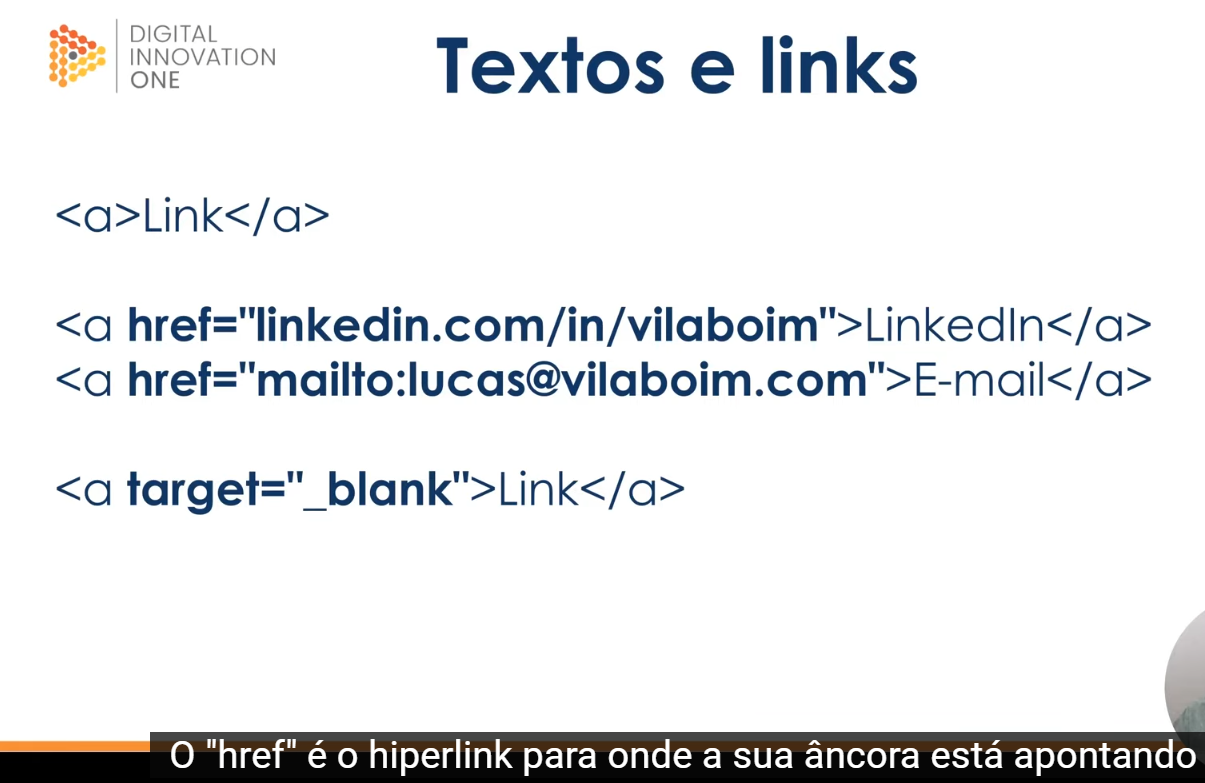 DIGITAL
INNOVATION
ONE
Textos e links
<a>Link</a>
<a href="linkedin.com/in/vilaboim">LinkedIn</a>
<a href="mailto:lucas@vilaboim.com">E-mail</a>
<a target="_blank">Link</a>
O "href" é o hiperlink para onde a sua âncora está apontando